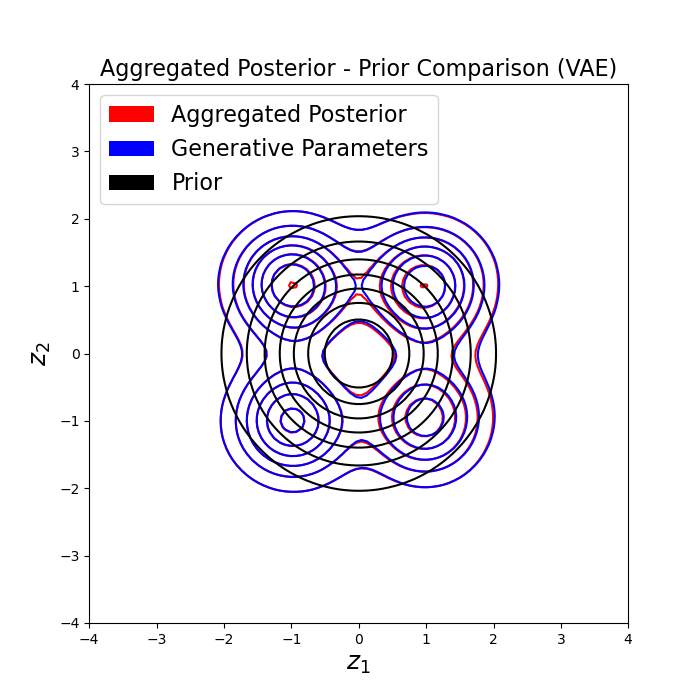 Aggregated Posterior - Prior Comparison (VAE)
Aggregated Posterior
Generative Parameters
Prior
4
3
2
1
0
−1
−2
−3
−4
z2
−4 −3 −2 −1 0 1 2 3 4
z1